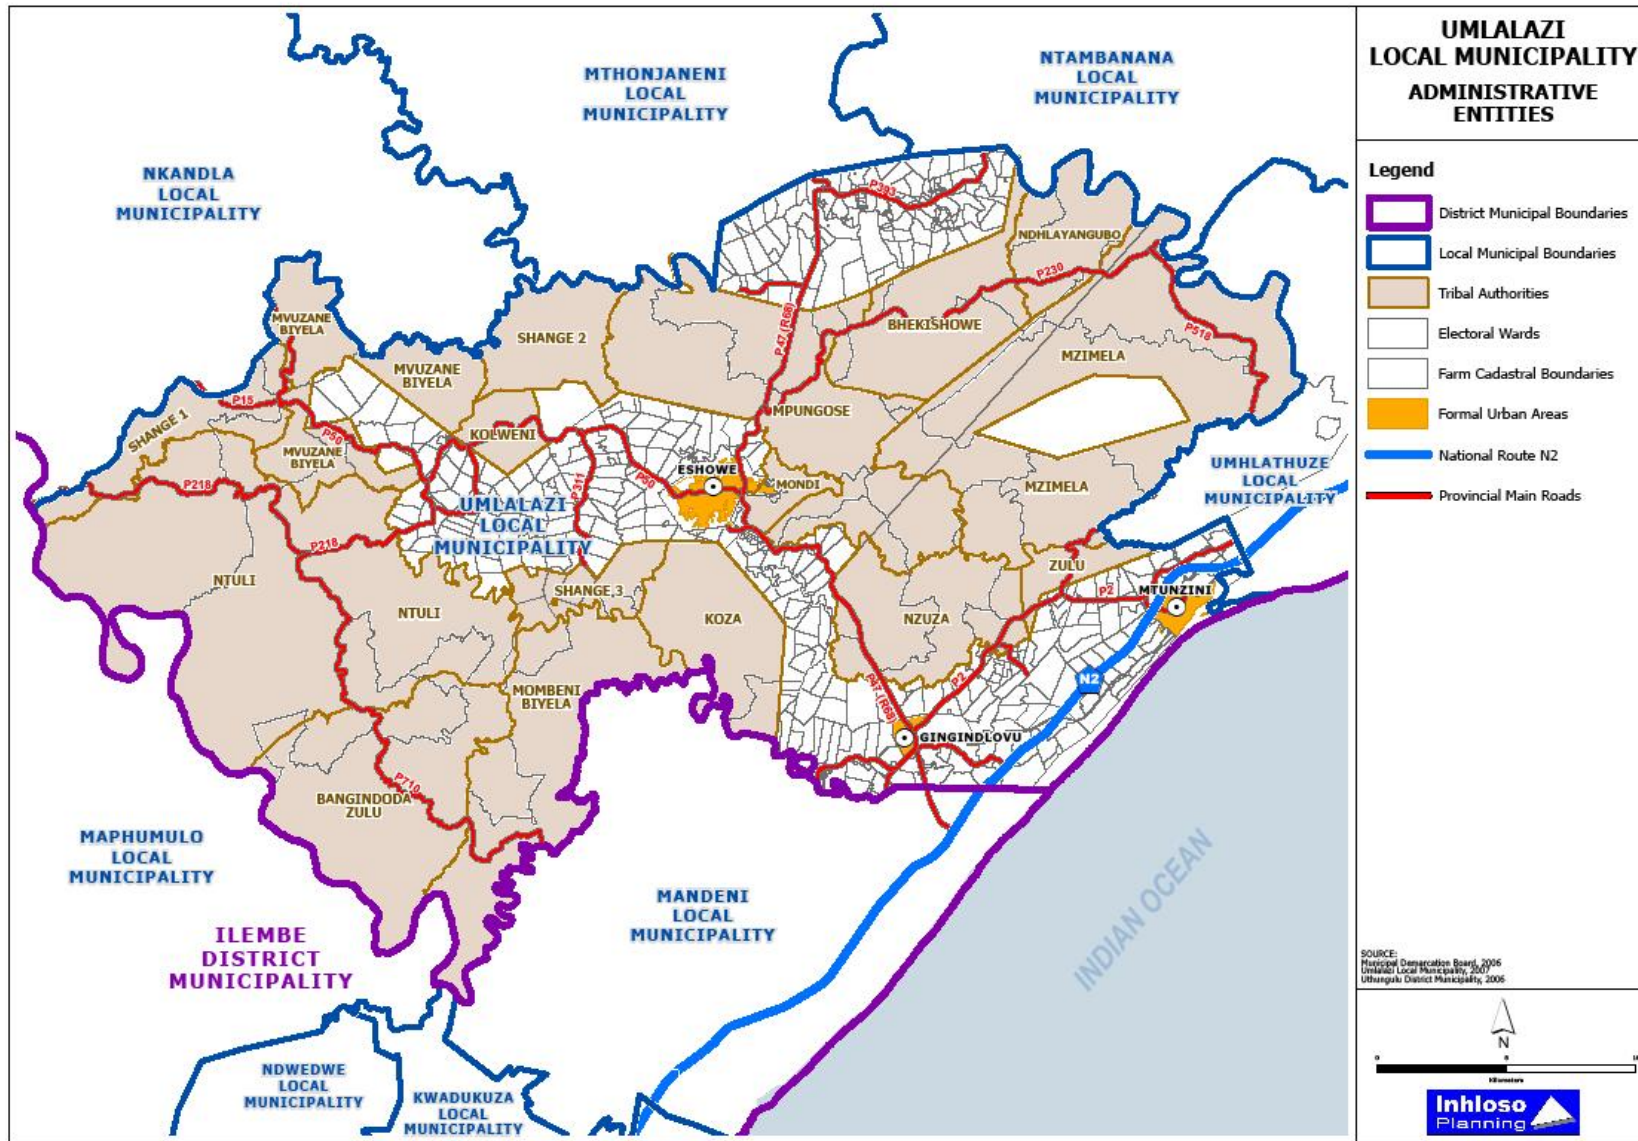 UMLALAZI
LOCAL MUNICIPALITY
ADMINISTRATIVE
ENTITIES
Legend
District Municipal Boundaries
Local Municipal Boundaries
Tribal Authorities
Electoral Wards
Farm Cadastral Boundaries
Formal Urban Areas
National Route N2
Provincial Main Roads
NTAMBANANA
LOCAL
MUNICIPALITY
MTHONJANENI
LOCAL
MUNICIPALITY
NKANDLA
LOCAL
MUNICIPALITY
P393
NDHLAYANGUBO
P230
MVUZANE
BIYELA
SHANGE 2
P47 (R68)
BHEKISHOWE
P518
MZIMELA
MVUZANE
BIYELA
P15
SHANGE 1
P50
MPUNGOSE
KOLWENI
MVUZANE
BIYELA
P218
P311
P50
ESHOWE
MONDI
MZIMELA
UMHLATHUZE
LOCAL
MUNICIPALITY
UMLALAZI
LOCAL
MUNICIPALITY
P218
NTULI
NTULI
SHANGE 3
KOZA
NZUZA
ZULU
P2
MTUNZINI
P2
N2
P47 (R68)
MOMBENI
BIYELA
GINGINDLOVU
P710
BANGINDODA
ZULU
MAPHUMULO
LOCAL
MUNICIPALITY
MANDENI
LOCAL
MUNICIPALITY
ILEMBE
DISTRICT
MUNICIPALITY
INDIAN OCEAN
NDWEDWE
LOCAL
MUNICIPALITY
KWADUKUZA
LOCAL
MUNICIPALITY
SOURCE:
Municipal Demarcation Board, 2006
Umlalazi Local Municipality, 2007
Uthungulu District Municipality, 2006
N
Kilometers
Inhloso
Planning